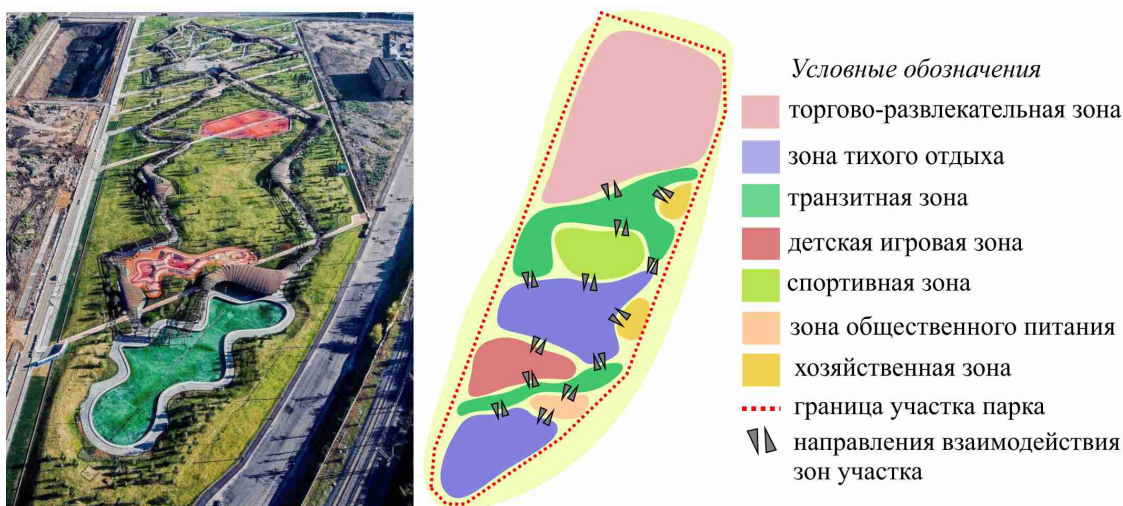 Условные обозначения
торгово-развлекательная зона
зона тихого отдыха
транзитная зона
детская игровая зона
спортивная зона
зона общественного питания
хозяйственная зона
граница участка парка
направления взаимодействия
зон участка